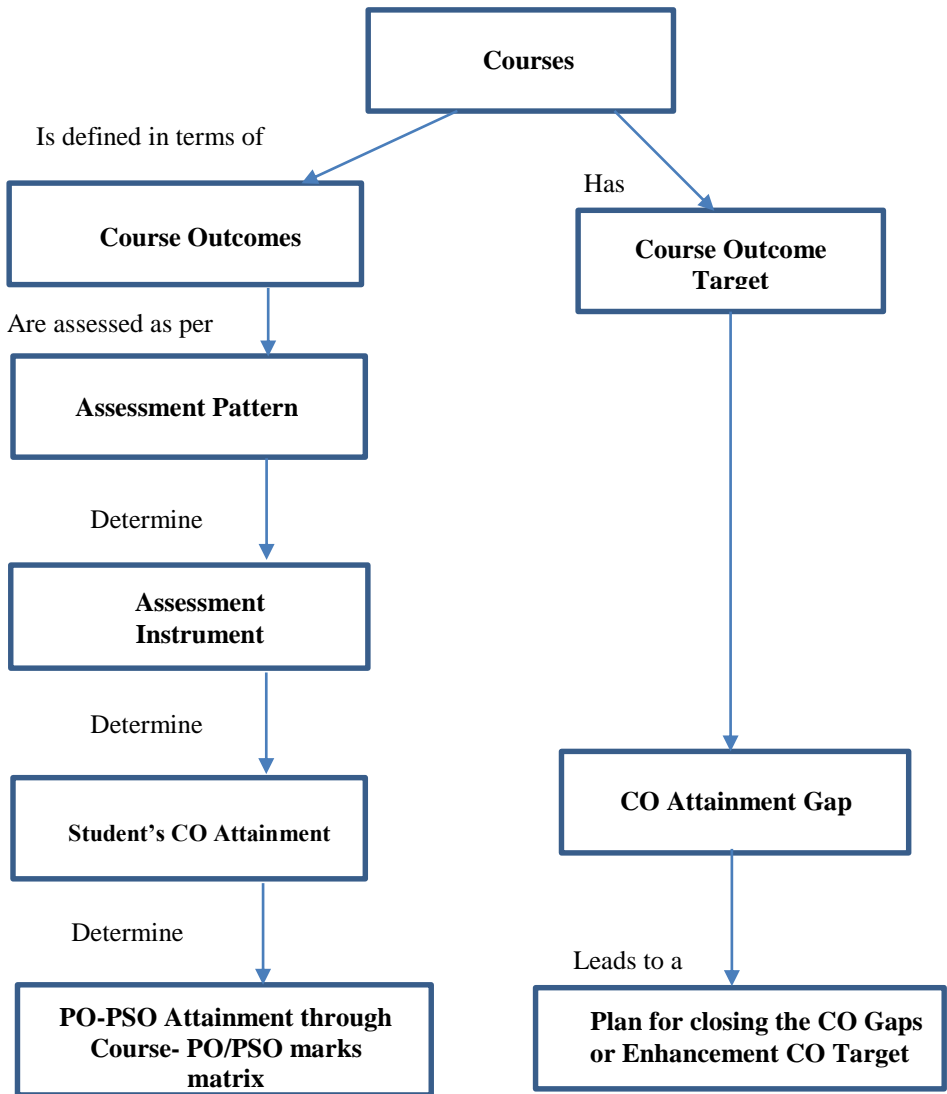 Courses
Is defined in terms of
Has
Course Outcomes
Course Outcome
Target
Are assessed as per
Assessment Pattern
Determine
Assessment
Instrument
Determine
Student’s CO Attainment
CO Attainment Gap
Determine
Leads to a
PO-PSO Attainment through
Course- PO/PSO marks
matrix
Plan for closing the CO Gaps
or Enhancement CO Target